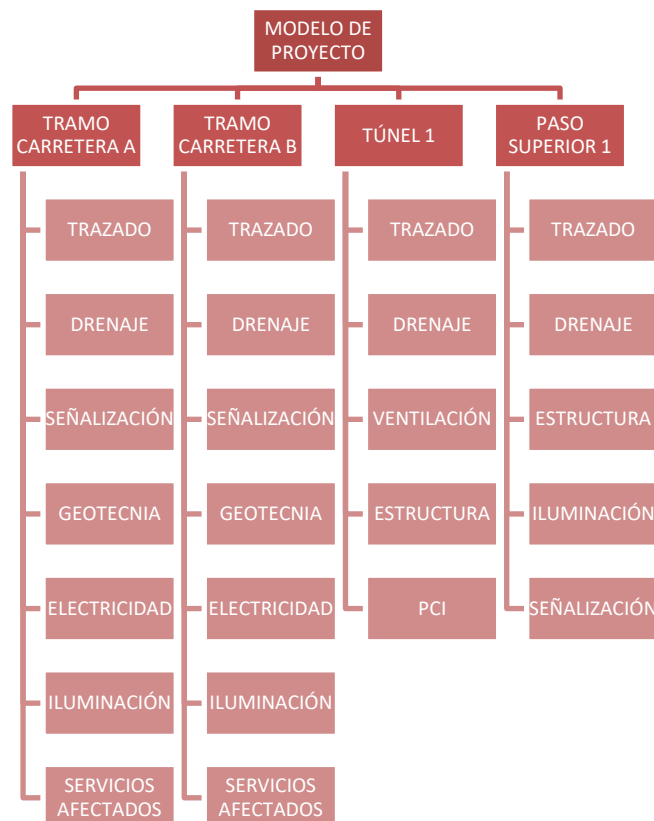 MODELO DE
PROYECTO
TRAMO
CARRETERA A
TRAZADO
DRENAJE
SEÑALIZACIÓN
GEOTECNIA
ELECTRICIDAD
ILUMINACIÓN
SERVICIOS
AFECTADOS
TRAMO
CARRETERA B
TRAZADO
DRENAJE
SEÑALIZACIÓN
GEOTECNIA
ELECTRICIDAD
ILUMINACIÓN
SERVICIOS
AFECTADOS
TÚNEL 1
TRAZADO
DRENAJE
VENTILACIÓN
ESTRUCTURA
PCI
PASO
SUPERIOR 1
TRAZADO
DRENAJE
ESTRUCTURA
ILUMINACIÓN
SEÑALIZACIÓN